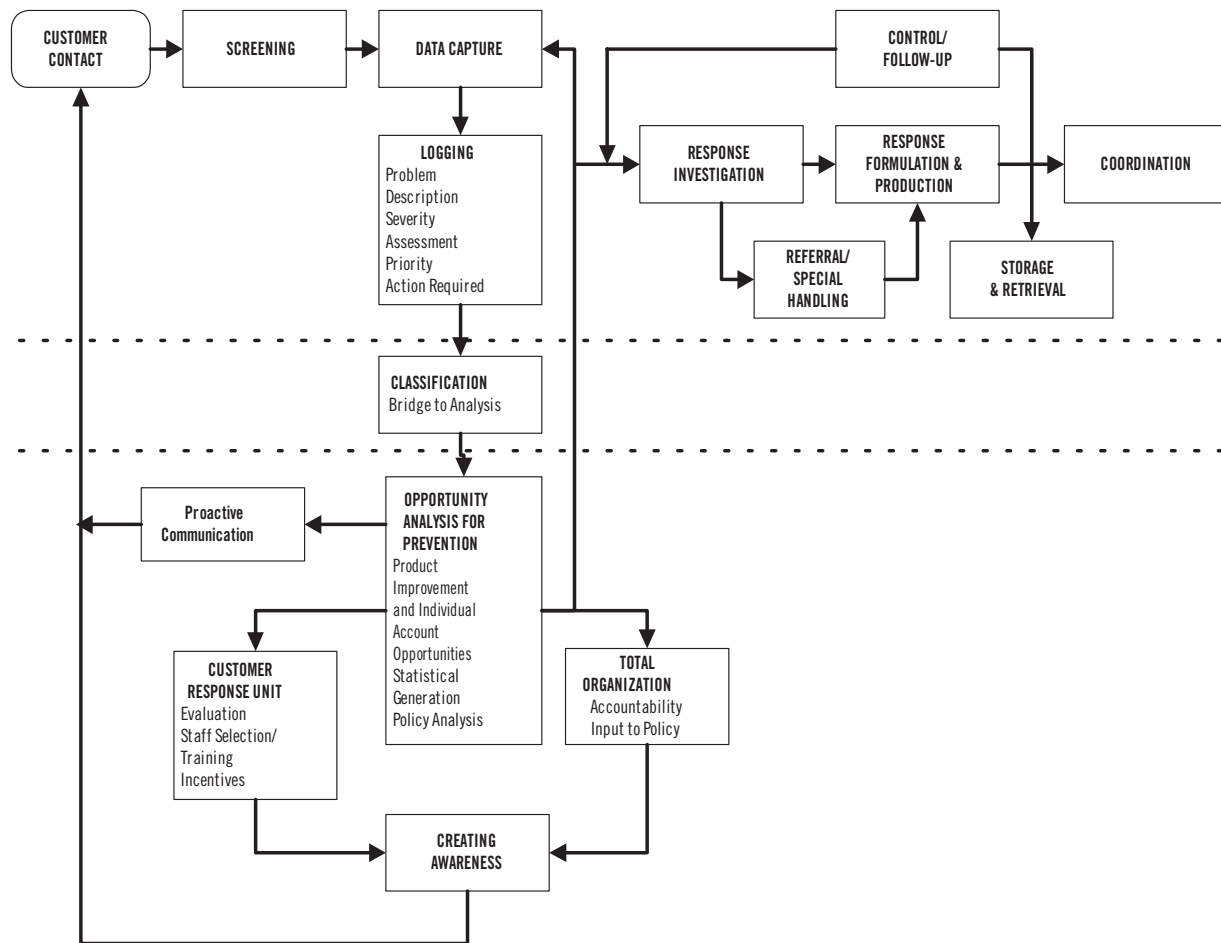 CUSTOMER
CONTACT
SCREENING
DATA CAPTURE
CONTROL/
FOLLOW-UP
LOGGING
Problem
Description
Severity
Assessment
Priority
Action Required
RESPONSE
INVESTIGATION
RESPONSE
FORMULATION &
PRODUCTION
COORDINATION
REFERRAL/
SPECIAL
HANDLING
STORAGE
& RETRIEVAL
CLASSIFICATION
Bridge to Analysis
Proactive
Communication
OPPORTUNITY
ANALYSIS FOR
PREVENTION
Product
Improvement
and Individual
Account
Opportunities
Statistical
Generation
Policy Analysis
CUSTOMER
RESPONSE UNIT
Evaluation
Staff Selection/
Training
Incentives
TOTAL
ORGANIZATION
Accountability
Input to Policy
CREATING
AWARENESS